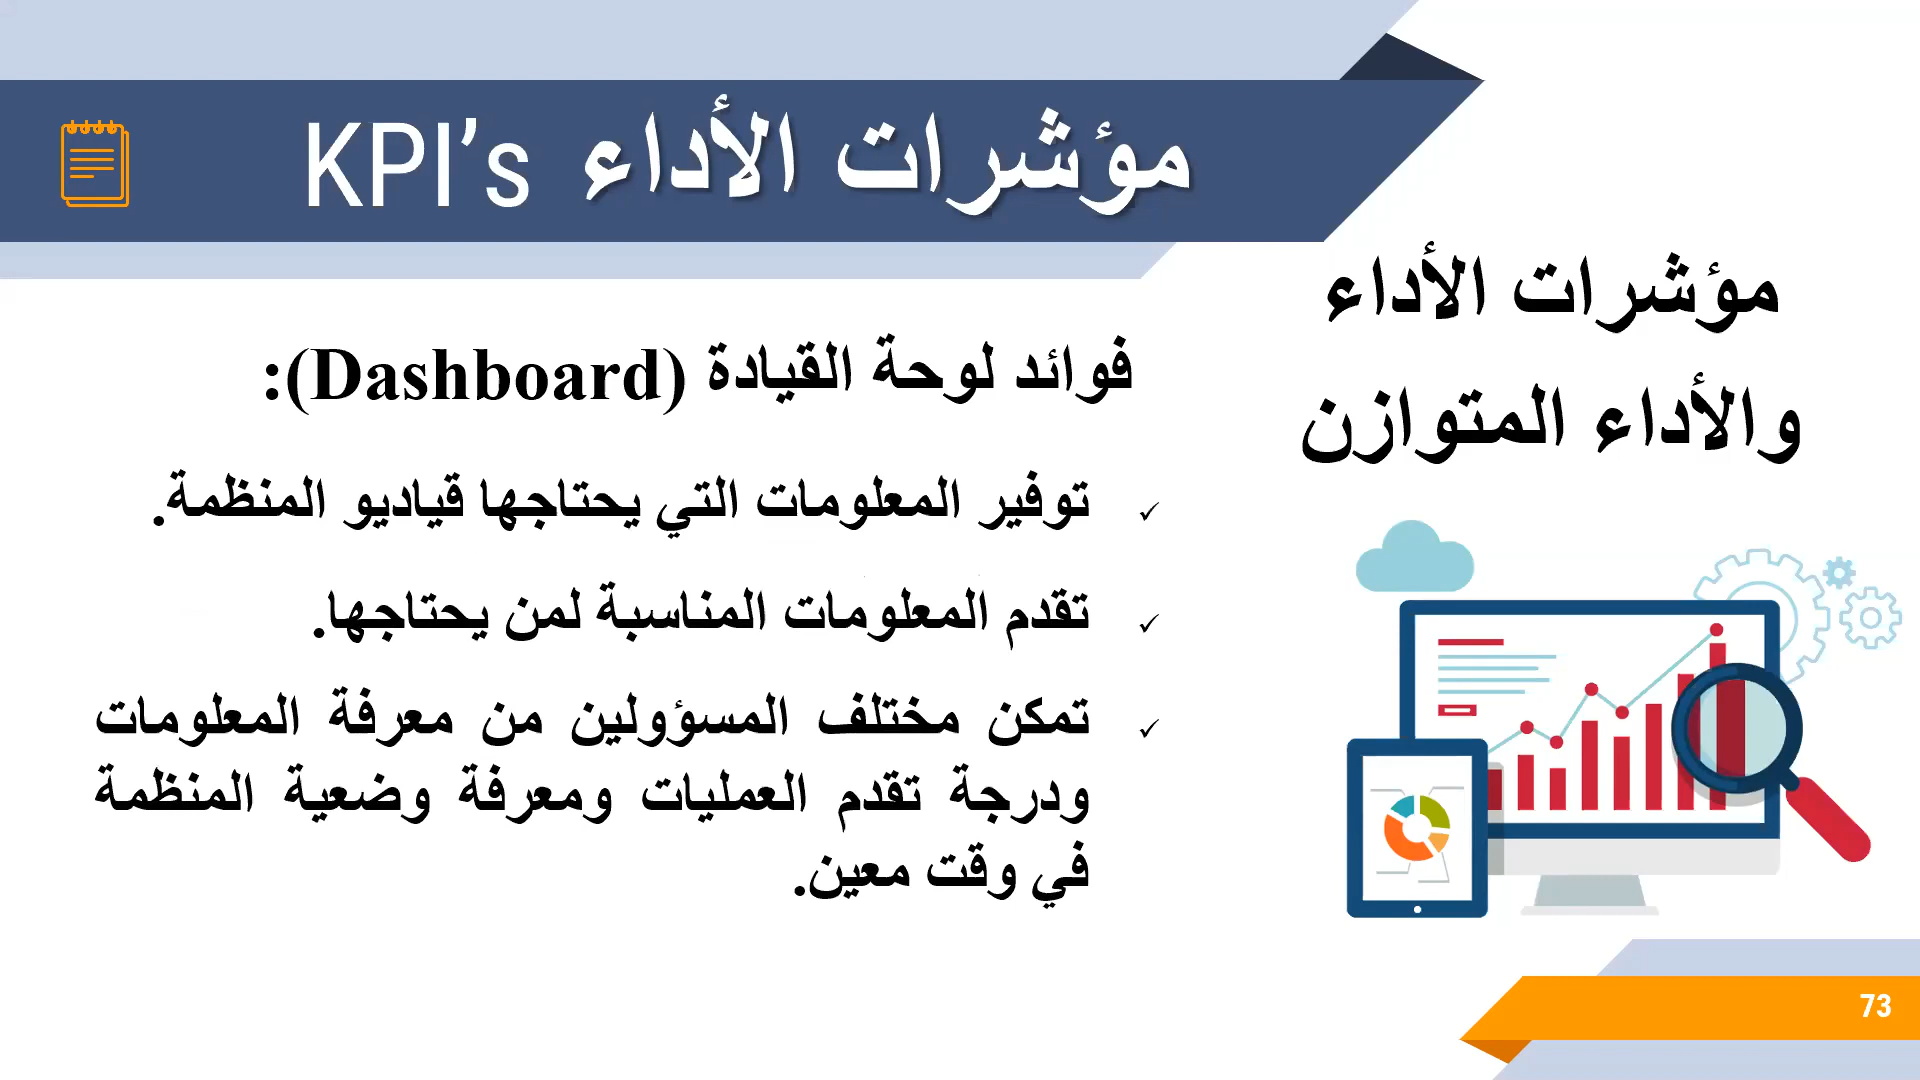 مؤشرات الأداء KPI’s
مؤشرات الأداء
والأداء المتوازن
فوائد لوحة القيادة (Dashboard):
✓ توفير المعلومات التي يحتاجها قياديو المنظمة.
✓ تقدم المعلومات المناسبة لمن يحتاجها.
✓ تمكن مختلف المسؤولين من معرفة المعلومات
ودرجة تقدم العمليات ومعرفة وضعية المنظمة
في وقت معين.
73